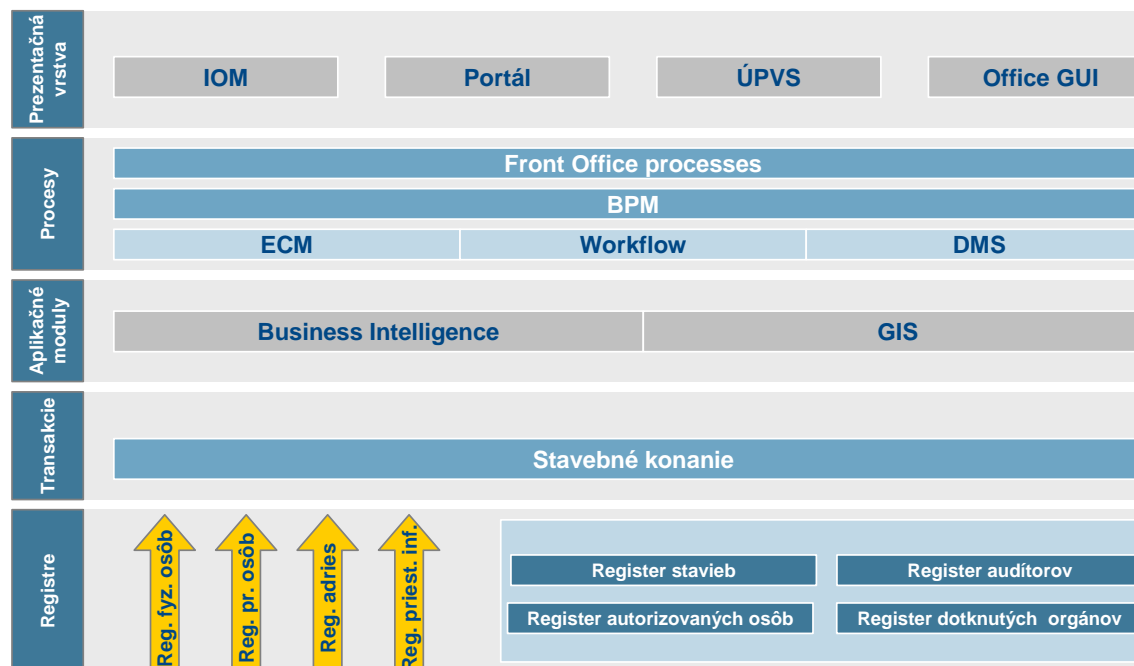 Prezentačná
vrstva
IOM
Portál
ÚPVS
Office GUI
Procesy
Front Office processes
BPM
ECM
Workflow
DMS
Aplikačné
moduly
Business Intelligence
GIS
Transakcie
Stavebné konanie
Registre
Reg. fyz. osôb
Reg. pr. osôb
Reg. adries
Reg. priest. inf.
Register stavieb
Register audítorov
Register autorizovaných osôb
Register dotknutých orgánov